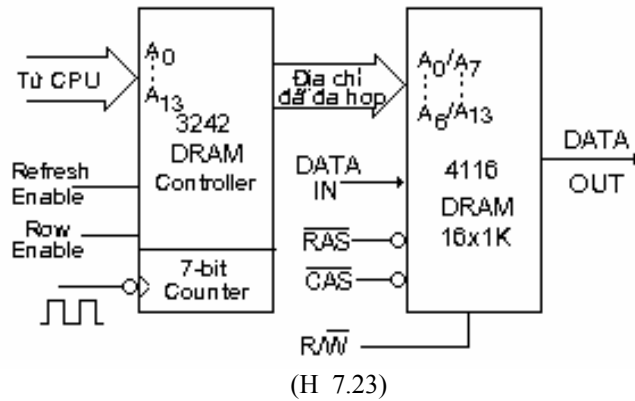 Từ CPU
A0
A13
3242
DRAM
Controller
Refresh
Enable
Row
Enable
7-bit
Counter
Địa chỉ
đã đa hợp
A0/A7
A6/A13
4116
DRAM
16x1K
DATA
IN
RAS
CAS
R/W
DATA
OUT
(H 7.23)